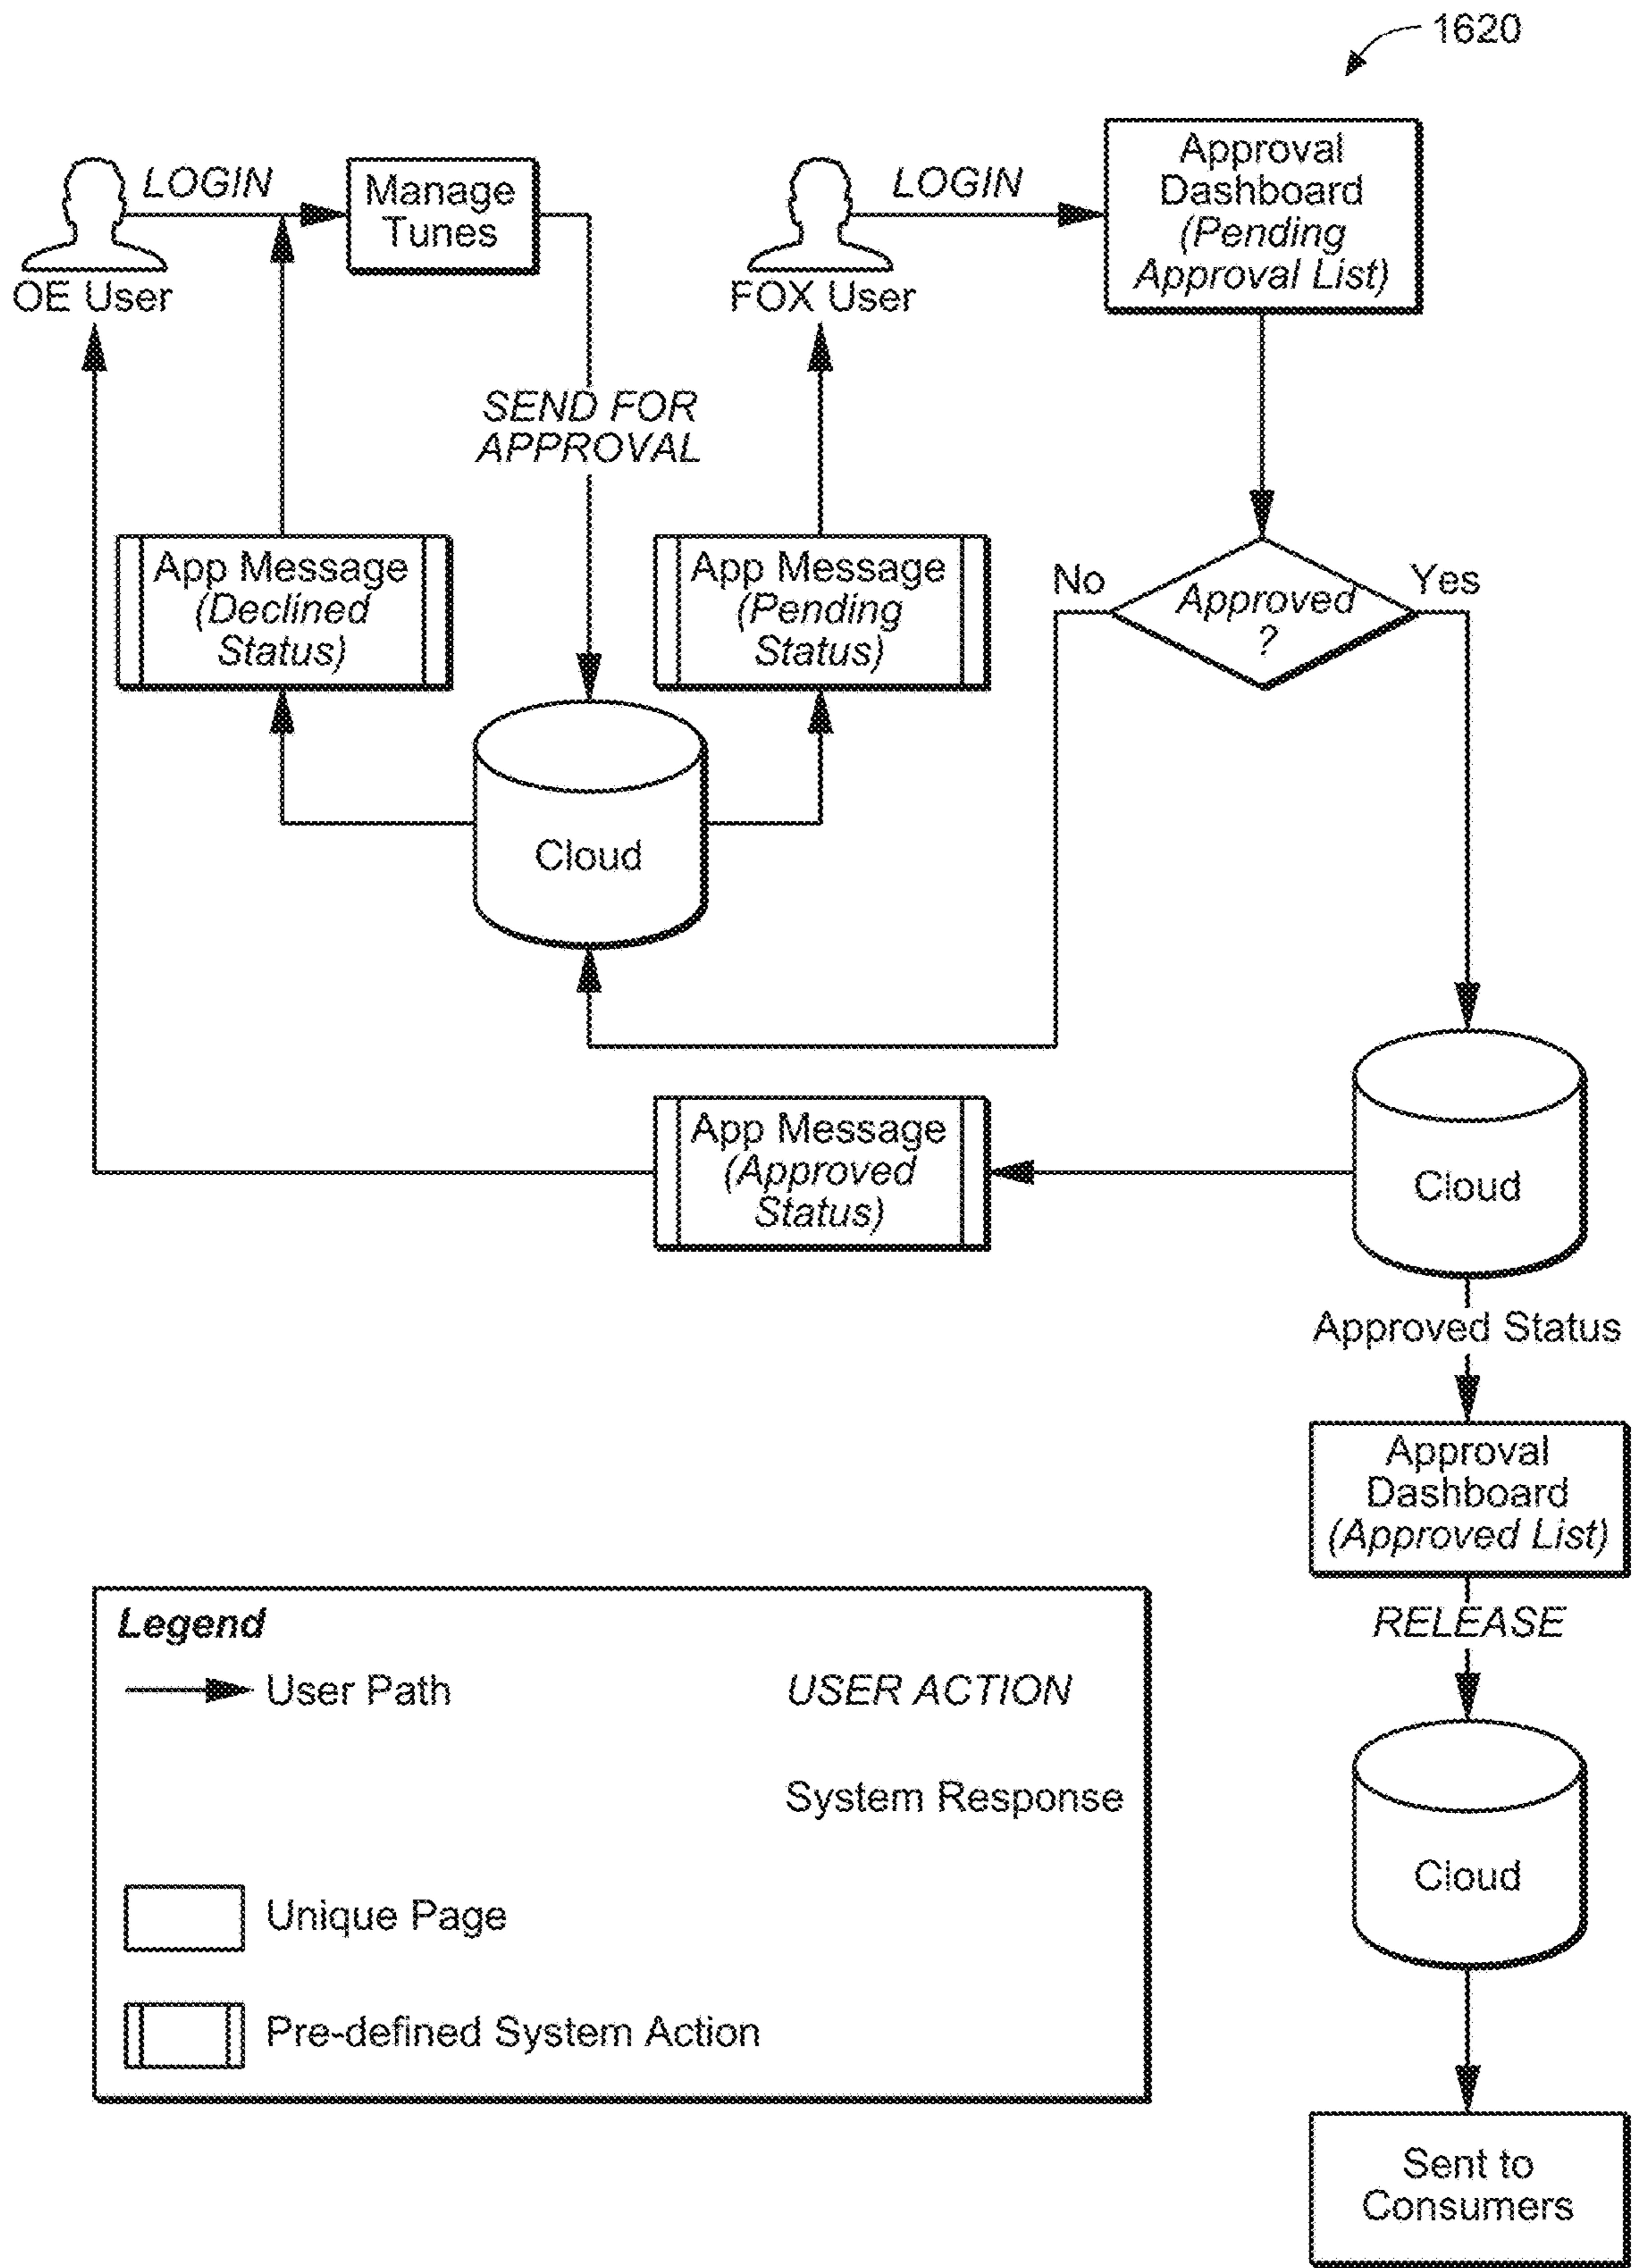 1620
LOGIN
Manage
Tunes
OE User
LOGIN
FOX User
Approval
Dashboard
(Pending
Approval List)
SEND FOR
APPROVAL
App Message
(Declined
Status)
App Message
(Pending
Status)
No
Approved
?
Yes
Cloud
App Message
(Approved
Status)
Cloud
Approved Status
Approval
Dashboard
(Approved List)
RELEASE
Cloud
Sent to
Consumers
Legend
User Path
USER ACTION
System Response
Unique Page
Pre-defined System Action